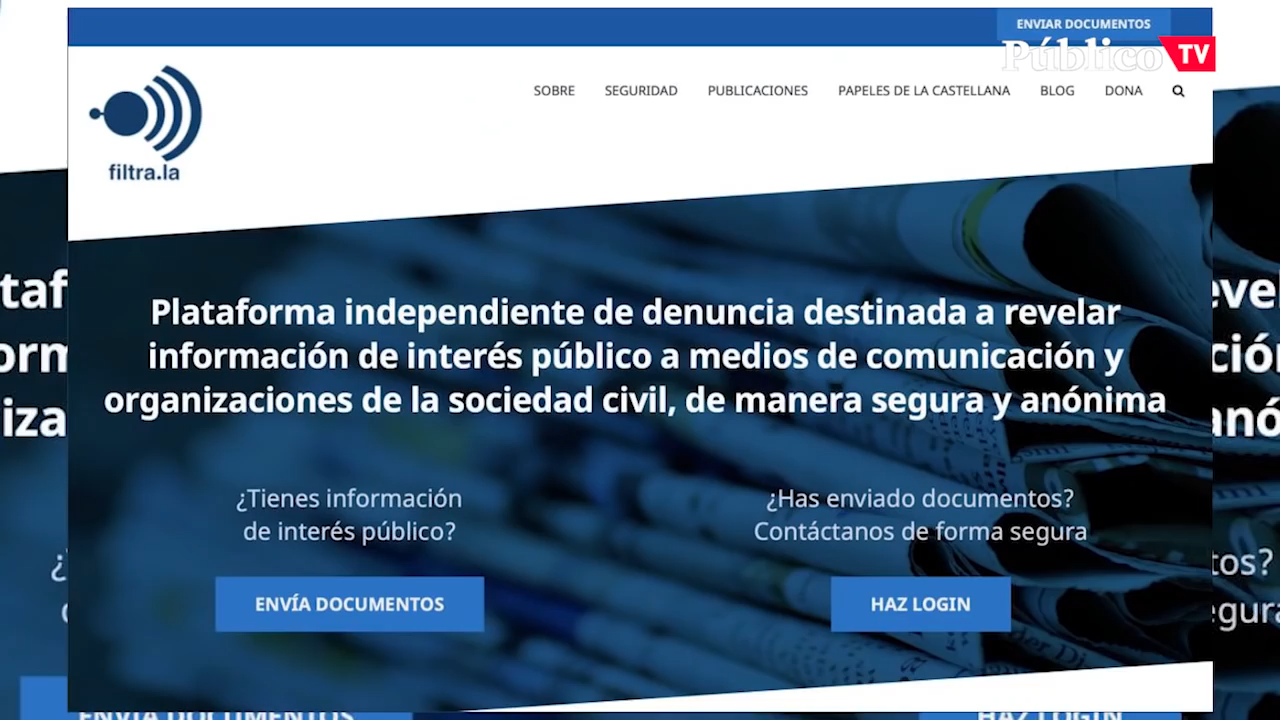 ENVIAR DOCUMENTOS
Público TV
SOBRE SEGURIDAD PUBLICACIONES PAPELES DE LA CASTELLANA BLOG DONA
filtra.la
Plataforma independiente de denuncia destinada a revelar
información de interés público a medios de comunicación y
organizaciones de la sociedad civil, de manera segura y anónima
¿Tienes información
de interés público?
¿Has enviado documentos?
Contáctanos de forma segura
ENVÍA DOCUMENTOS
HAZ LOGIN